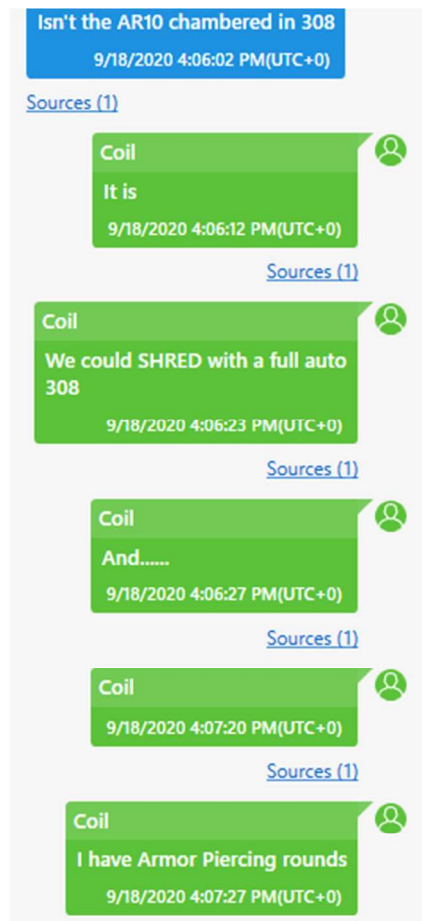 Isn't the AR10 chambered in 308
9/18/2020 4:06:02 PM(UTC+0)
Sources (1)
Coil
It is
9/18/2020 4:06:12 PM(UTC+0)
Sources (1)
Coil
We could SHRED with a full auto
308
9/18/2020 4:06:23 PM(UTC+0)
Sources (1)
Coil
And......
9/18/2020 4:06:27 PM(UTC+0)
Sources (1)
Coil
9/18/2020 4:07:20 PM(UTC+0)
Sources (1)
Coil
I have Armor Piercing rounds
9/18/2020 4:07:27 PM(UTC+0)